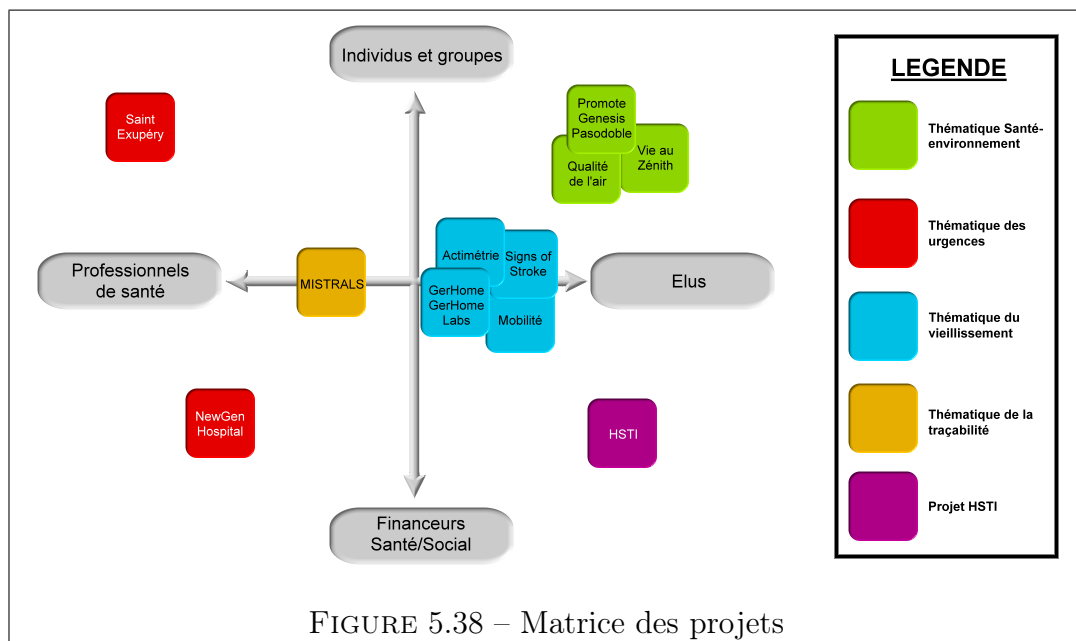 Individus et groupes
Saint
Exupéry
Promote
Genesis
Pasodoble
Vie au
Zénith
Qualité
de l'air
Professionnels
de santé
MISTRALS
Actimétrie
Signs of
Stroke
GerHome
GerHome
Labs
Mobilité
Elus
NewGen
Hospital
HSTI
Financeurs
Santé/Social
LEGENDE
Thématique Santé-
environnement
Thématique des
urgences
Thématique du
vieillissement
Thématique de la
traçabilité
Projet HSTI
FIGURE 5.38 – Matrice des projets